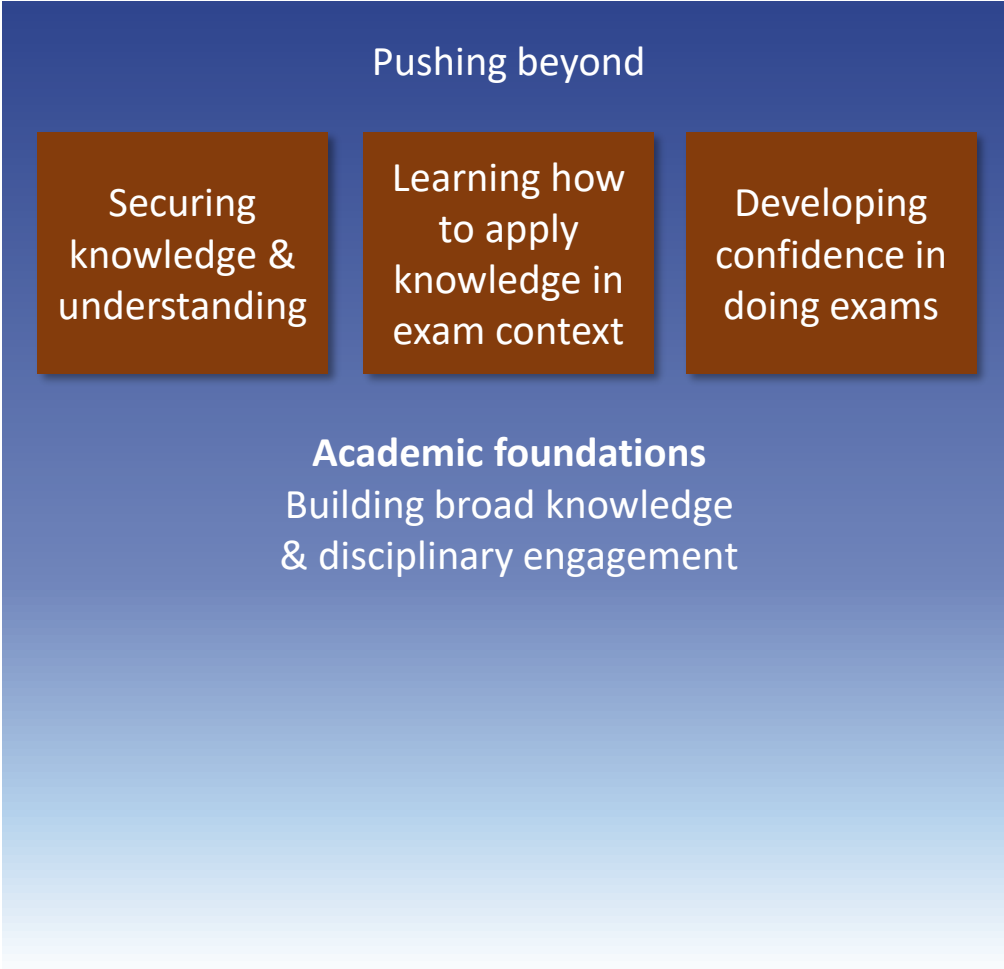 Pushing beyond
Securing
knowledge &
understanding
Learning how
to apply
knowledge in
exam context
Developing
confidence in
doing exams
Academic foundations
Building broad knowledge
& disciplinary engagement